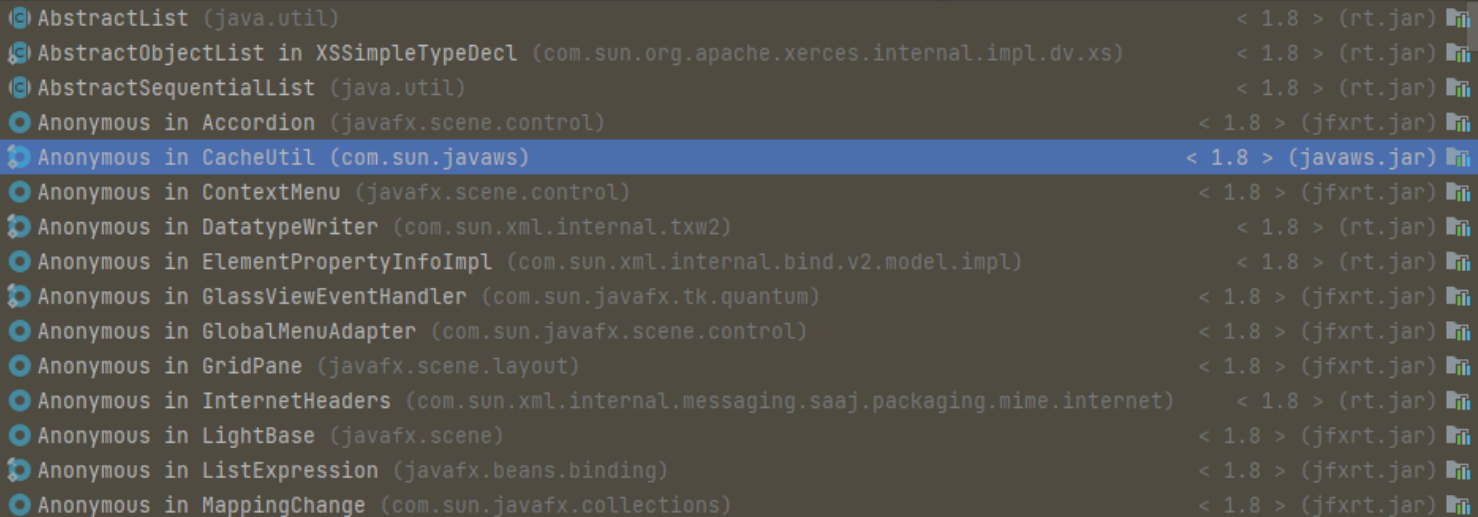 AbstractList (java.util) < 1.8 > (rt.jar)
AbstractObjectList in XSSimpleTypeDecl (com.sun.org.apache.xerces.internal.impl.dv.xs) < 1.8 > (rt.jar)
AbstractSequentialList (java.util) < 1.8 > (rt.jar)
Anonymous in Accordion (javafx.scene.control) < 1.8 > (jfxrt.jar)
Anonymous in CacheUtil (com.sun.javaws) < 1.8 > (javaws.jar)
Anonymous in ContextMenu (javafx.scene.control) < 1.8 > (jfxrt.jar)
Anonymous in DatatypeWriter (com.sun.xml.internal.txw2) < 1.8 > (rt.jar)
Anonymous in ElementPropertyInfoImpl (com.sun.xml.internal.bind.v2.model.impl) < 1.8 > (rt.jar)
Anonymous in GlassViewEventHandler (com.sun.javafx.tk.quantum) < 1.8 > (jfxrt.jar)
Anonymous in GlobalMenuAdapter (com.sun.javafx.scene.control) < 1.8 > (jfxrt.jar)
Anonymous in GridPane (javafx.scene.layout) < 1.8 > (jfxrt.jar)
Anonymous in InternetHeaders (com.sun.xml.internal.messaging.saaj.packaging.mime.internet) < 1.8 > (rt.jar)
Anonymous in LightBase (javafx.scene) < 1.8 > (jfxrt.jar)
Anonymous in ListExpression (javafx.beans.binding) < 1.8 > (jfxrt.jar)
Anonymous in MappingChange (com.sun.javafx.collections) < 1.8 > (jfxrt.jar)